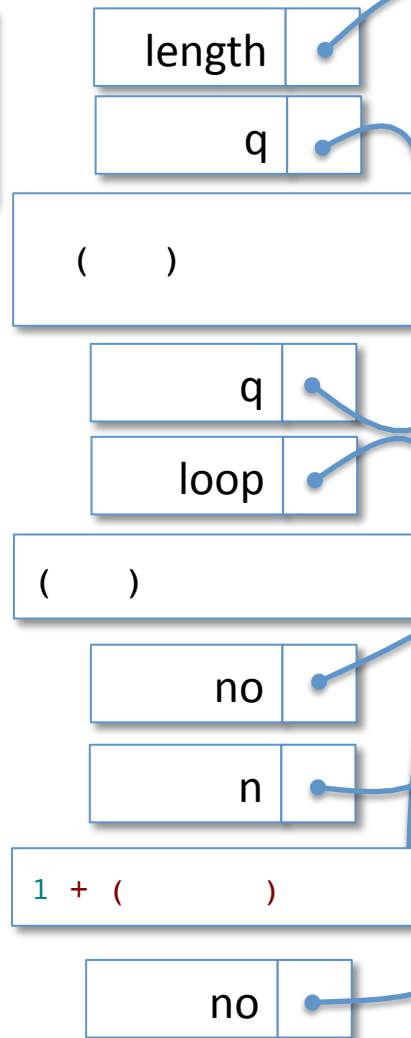 length
q
( )
q
loop
( )
no
n
1 + ( )
no